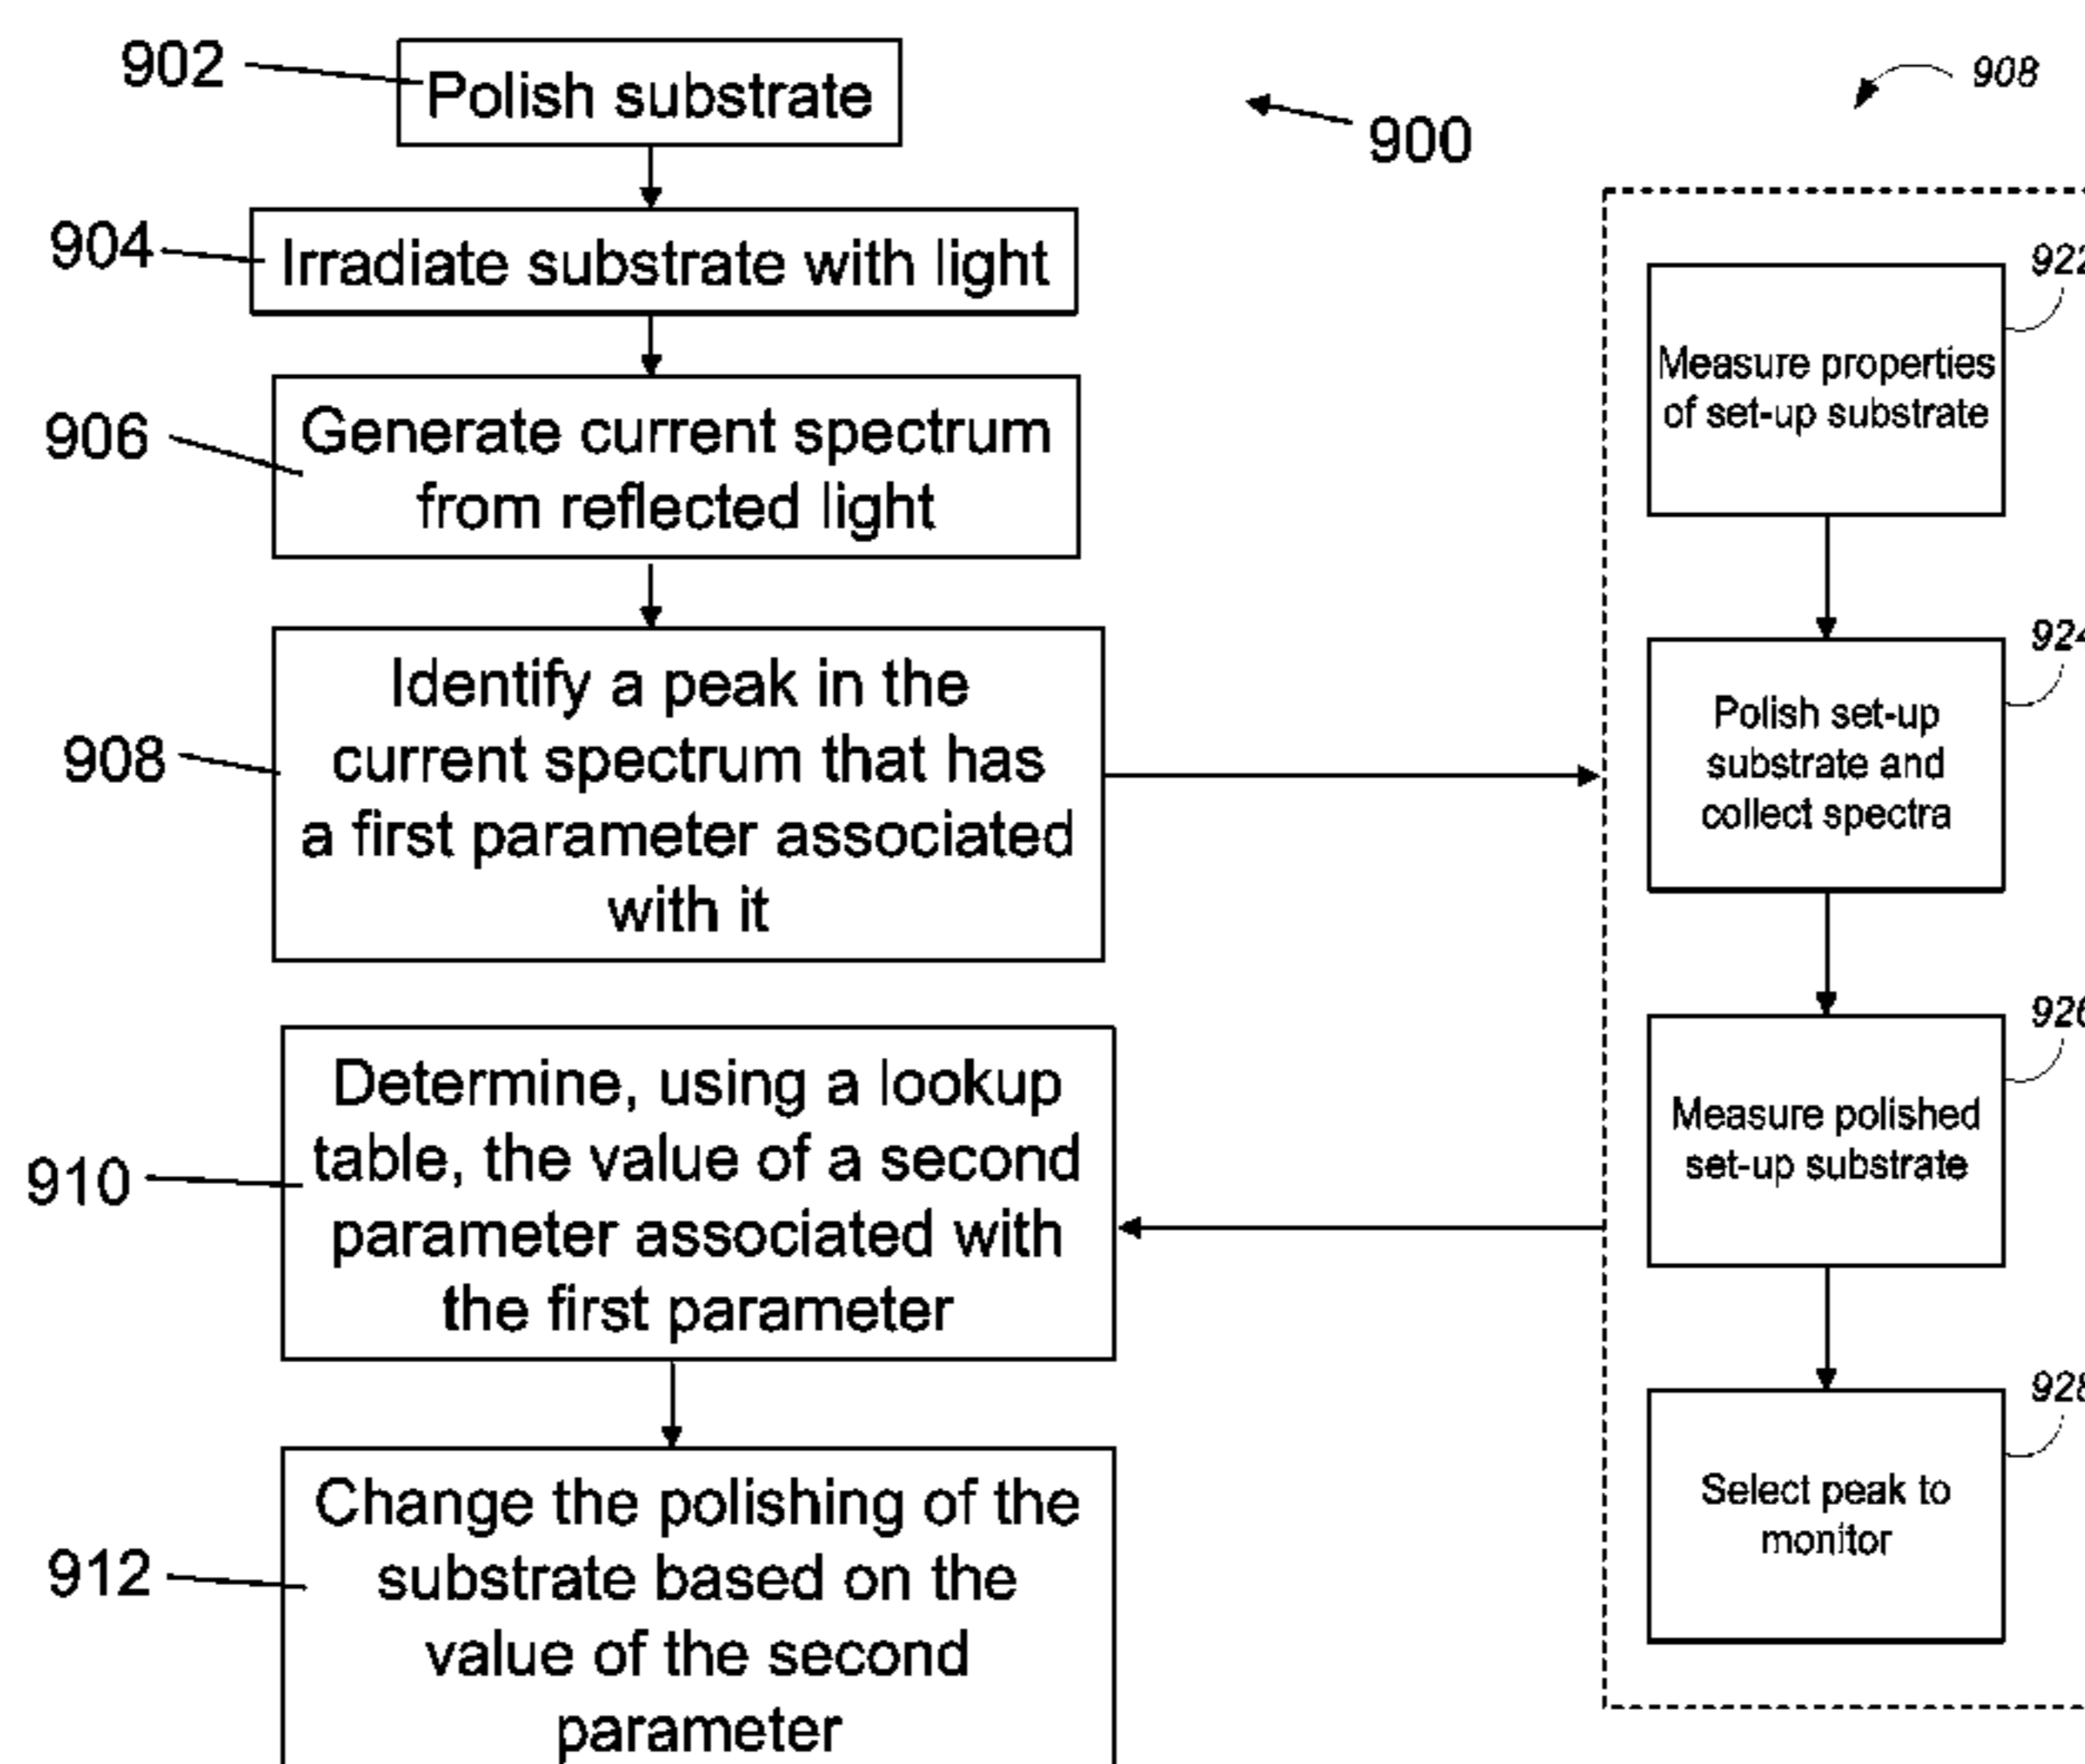 902
Polish substrate
900
904
Irradiate substrate with light
906
Generate current spectrum
from reflected light
908
Identify a peak in the
current spectrum that has
a first parameter associated
with it
910
Determine, using a lookup
table, the value of a second
parameter associated with
the first parameter
912
Change the polishing of the
substrate based on the
value of the second
parameter
908
922
Measure properties
of set-up substrate
924
Polish set-up
substrate and
collect spectra
926
Measure polished
set-up substrate
928
Select peak to
monitor